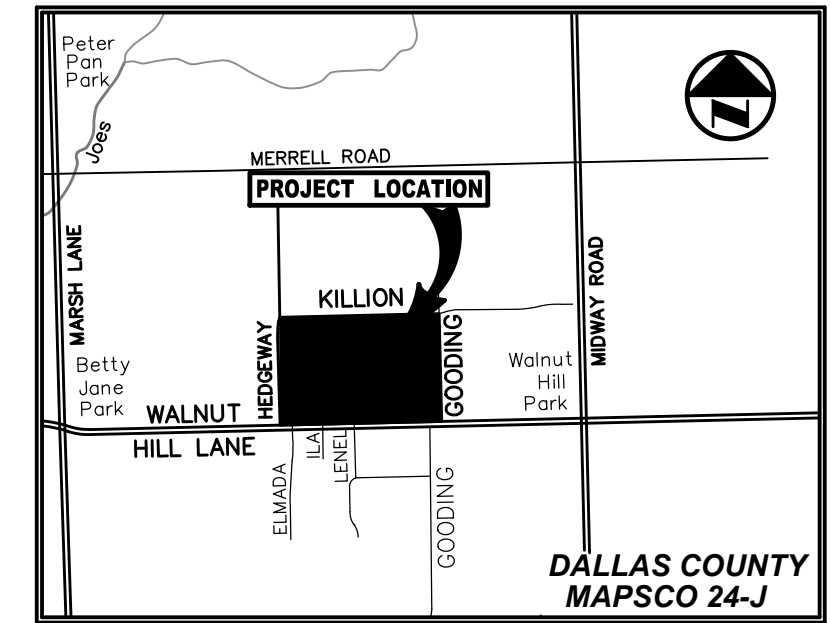 Peter
Pan
Park
Joes
N
MERRELL ROAD
PROJECT LOCATION
MARSH LANE
KILLION
HEDGEWAY
GOODING
MIDWAY ROAD
Betty
Jane
Park
Walnut
Hill
Park
WALNUT
HILL LANE
ELMADA
ILA
LENEL
GOODING
DALLAS COUNTY
MAPSCO 24-J